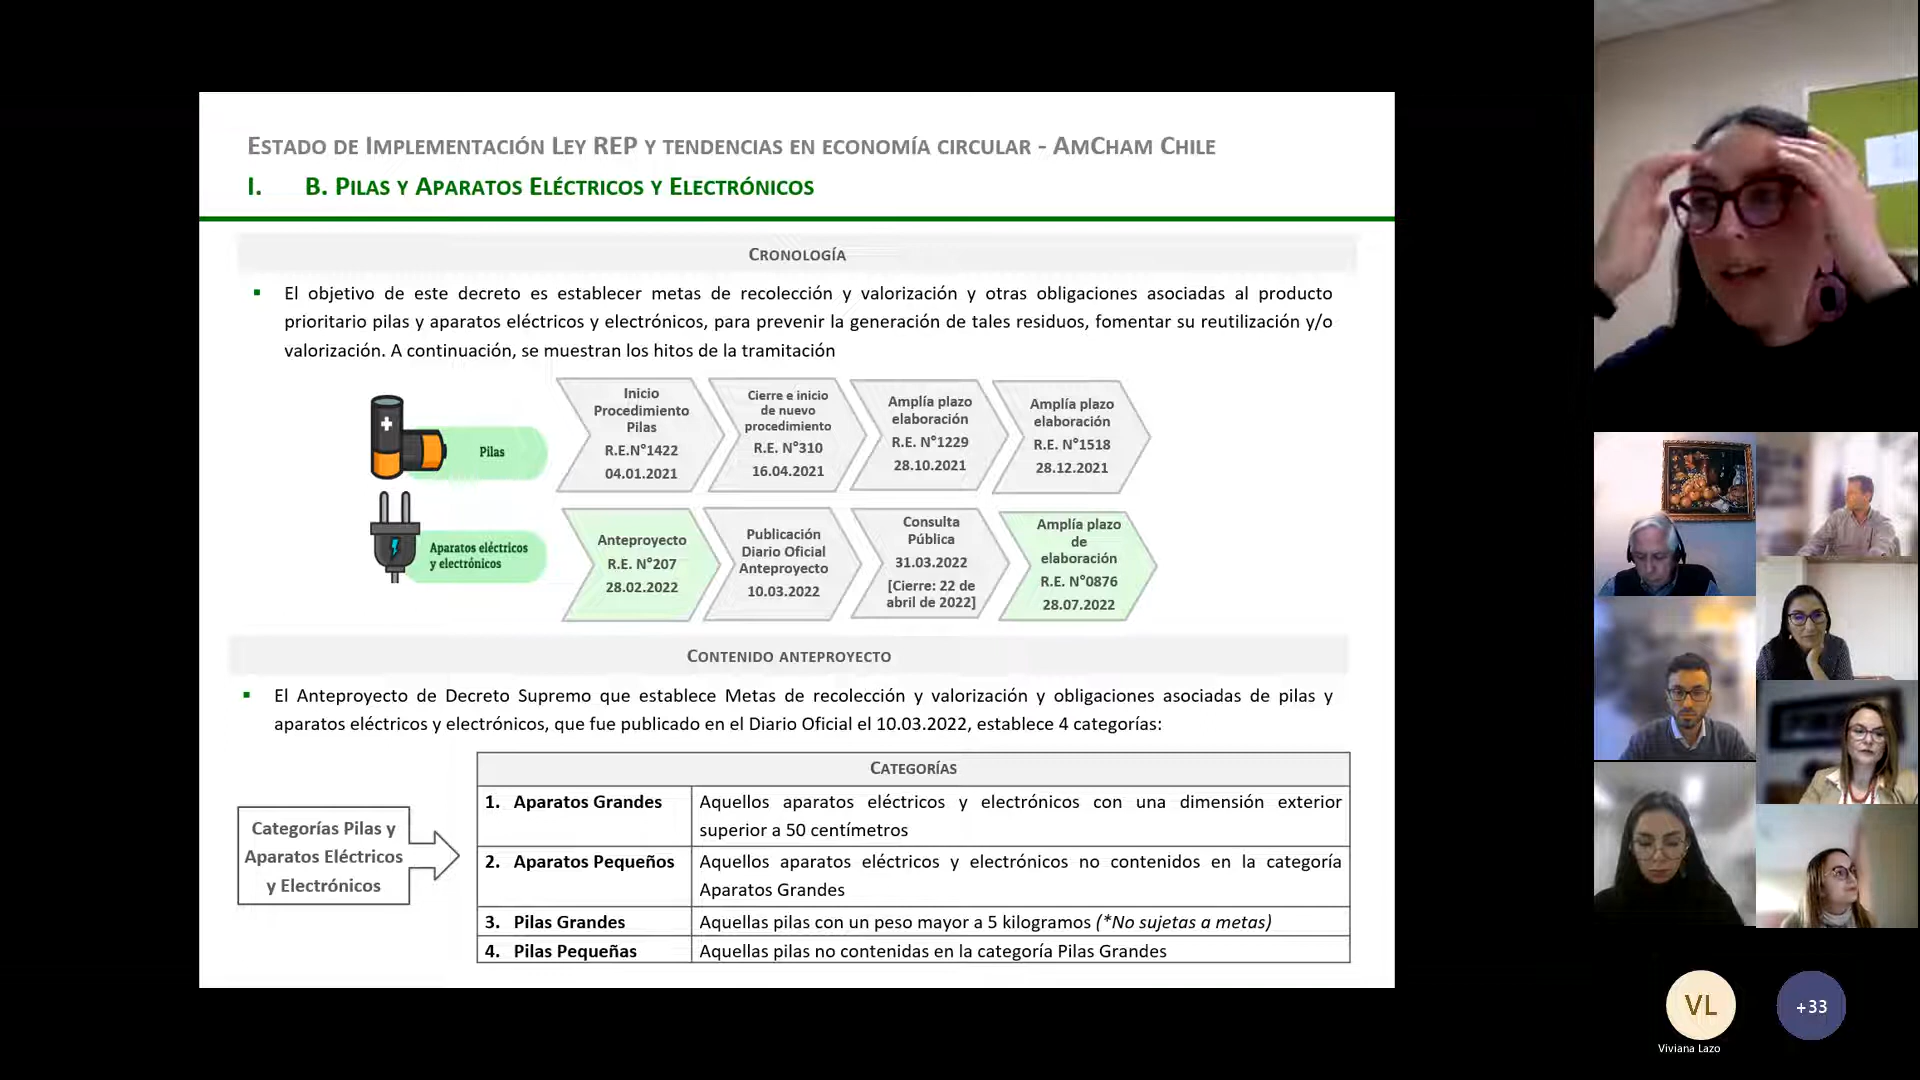 ESTADO DE IMPLEMENTACIÓN LEY REP Y TENDENCIAS EN ECONOMÍA CIRCULAR - AMCHAM CHILE
I. B. PILAS Y APARATOS ELÉCTRICOS Y ELECTRÓNICOS
CRONOLOGÍA
▪ El objetivo de este decreto es establecer metas de recolección y valorización y otras obligaciones asociadas al producto
prioritario pilas y aparatos eléctricos y electrónicos, para prevenir la generación de tales residuos, fomentar su reutilización y/o
valorización. A continuación, se muestran los hitos de la tramitación
Pilas
Inicio
Procedimiento
Pilas
R.E.N°1422
04.01.2021
Cierre e inicio
de nuevo
procedimiento
R.E. N°310
16.04.2021
Amplía plazo
elaboración
R.E. N°1229
28.10.2021
Amplía plazo
elaboración
R.E. N°1518
28.12.2021
Aparatos eléctricos
y electrónicos
Anteproyecto
R.E. N°207
28.02.2022
Publicación
Diario Oficial
Anteproyecto
10.03.2022
Consulta
Pública
31.03.2022
[Cierre: 22 de
abril de 2022]
Amplía plazo
de
elaboración
R.E. N°0876
28.07.2022
CONTENIDO ANTEPROYECTO
▪ El Anteproyecto de Decreto Supremo que establece Metas de recolección y valorización y obligaciones asociadas de pilas y
aparatos eléctricos y electrónicos, que fue publicado en el Diario Oficial el 10.03.2022, establece 4 categorías:
Categorías Pilas y
Aparatos Eléctricos
y Electrónicos
CATEGORÍAS
1. Aparatos Grandes
Aquellos aparatos eléctricos y electrónicos con una dimensión exterior
superior a 50 centímetros
2. Aparatos Pequeños
Aquellos aparatos eléctricos y electrónicos no contenidos en la categoría
Aparatos Grandes
3. Pilas Grandes
Aquellas pilas con un peso mayor a 5 kilogramos (*No sujetas a metas)
4. Pilas Pequeñas
Aquellas pilas no contenidas en la categoría Pilas Grandes
VL
Viviana Lazo
+33